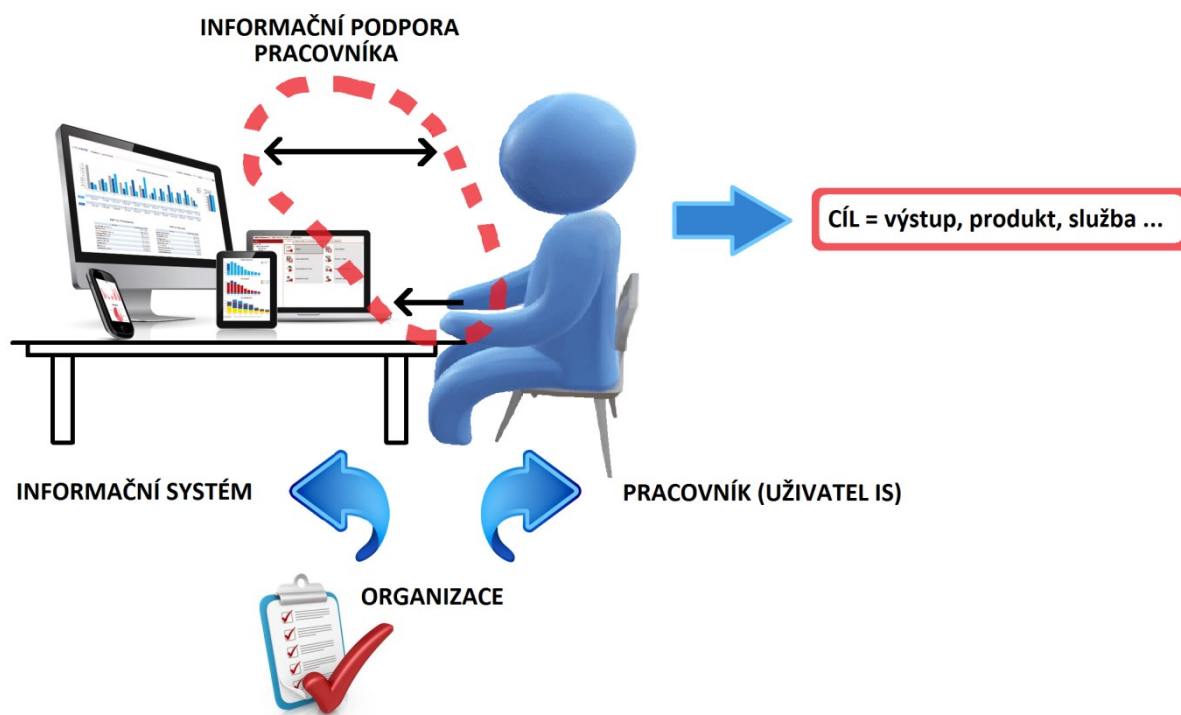 INFORMAČNÍ PODPORA
PRACOVNÍKA
CÍL = výstup, produkt, služba ...
INFORMAČNÍ SYSTÉM
PRACOVNÍK (UŽIVATEL IS)
ORGANIZACE